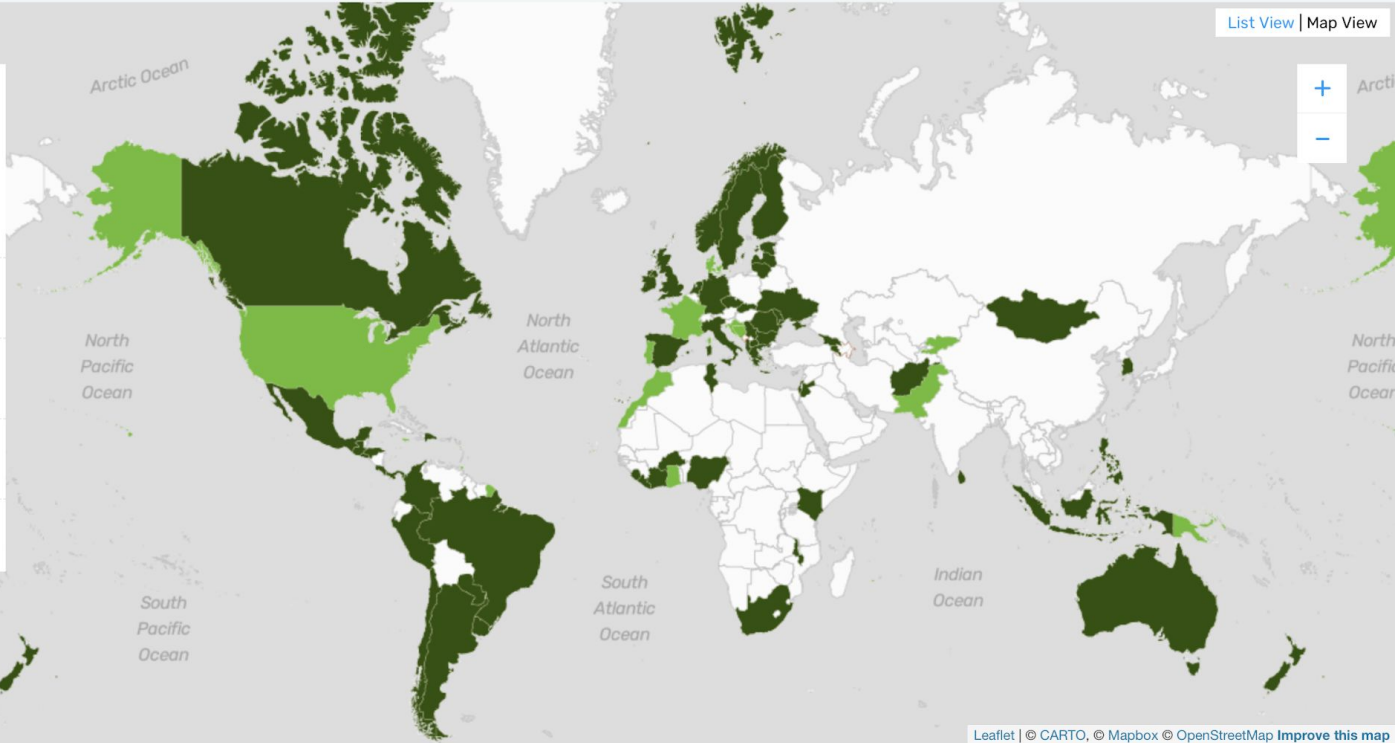 List View | Map View
+
−
Arctic Ocean
Arcti
North
Pacific
Ocean
North
Atlantic
Ocean
North
Pacific
Ocean
South
Pacific
Ocean
South
Atlantic
Ocean
Indian
Ocean
Leaflet | © CARTO, © Mapbox © OpenStreetMap Improve this map